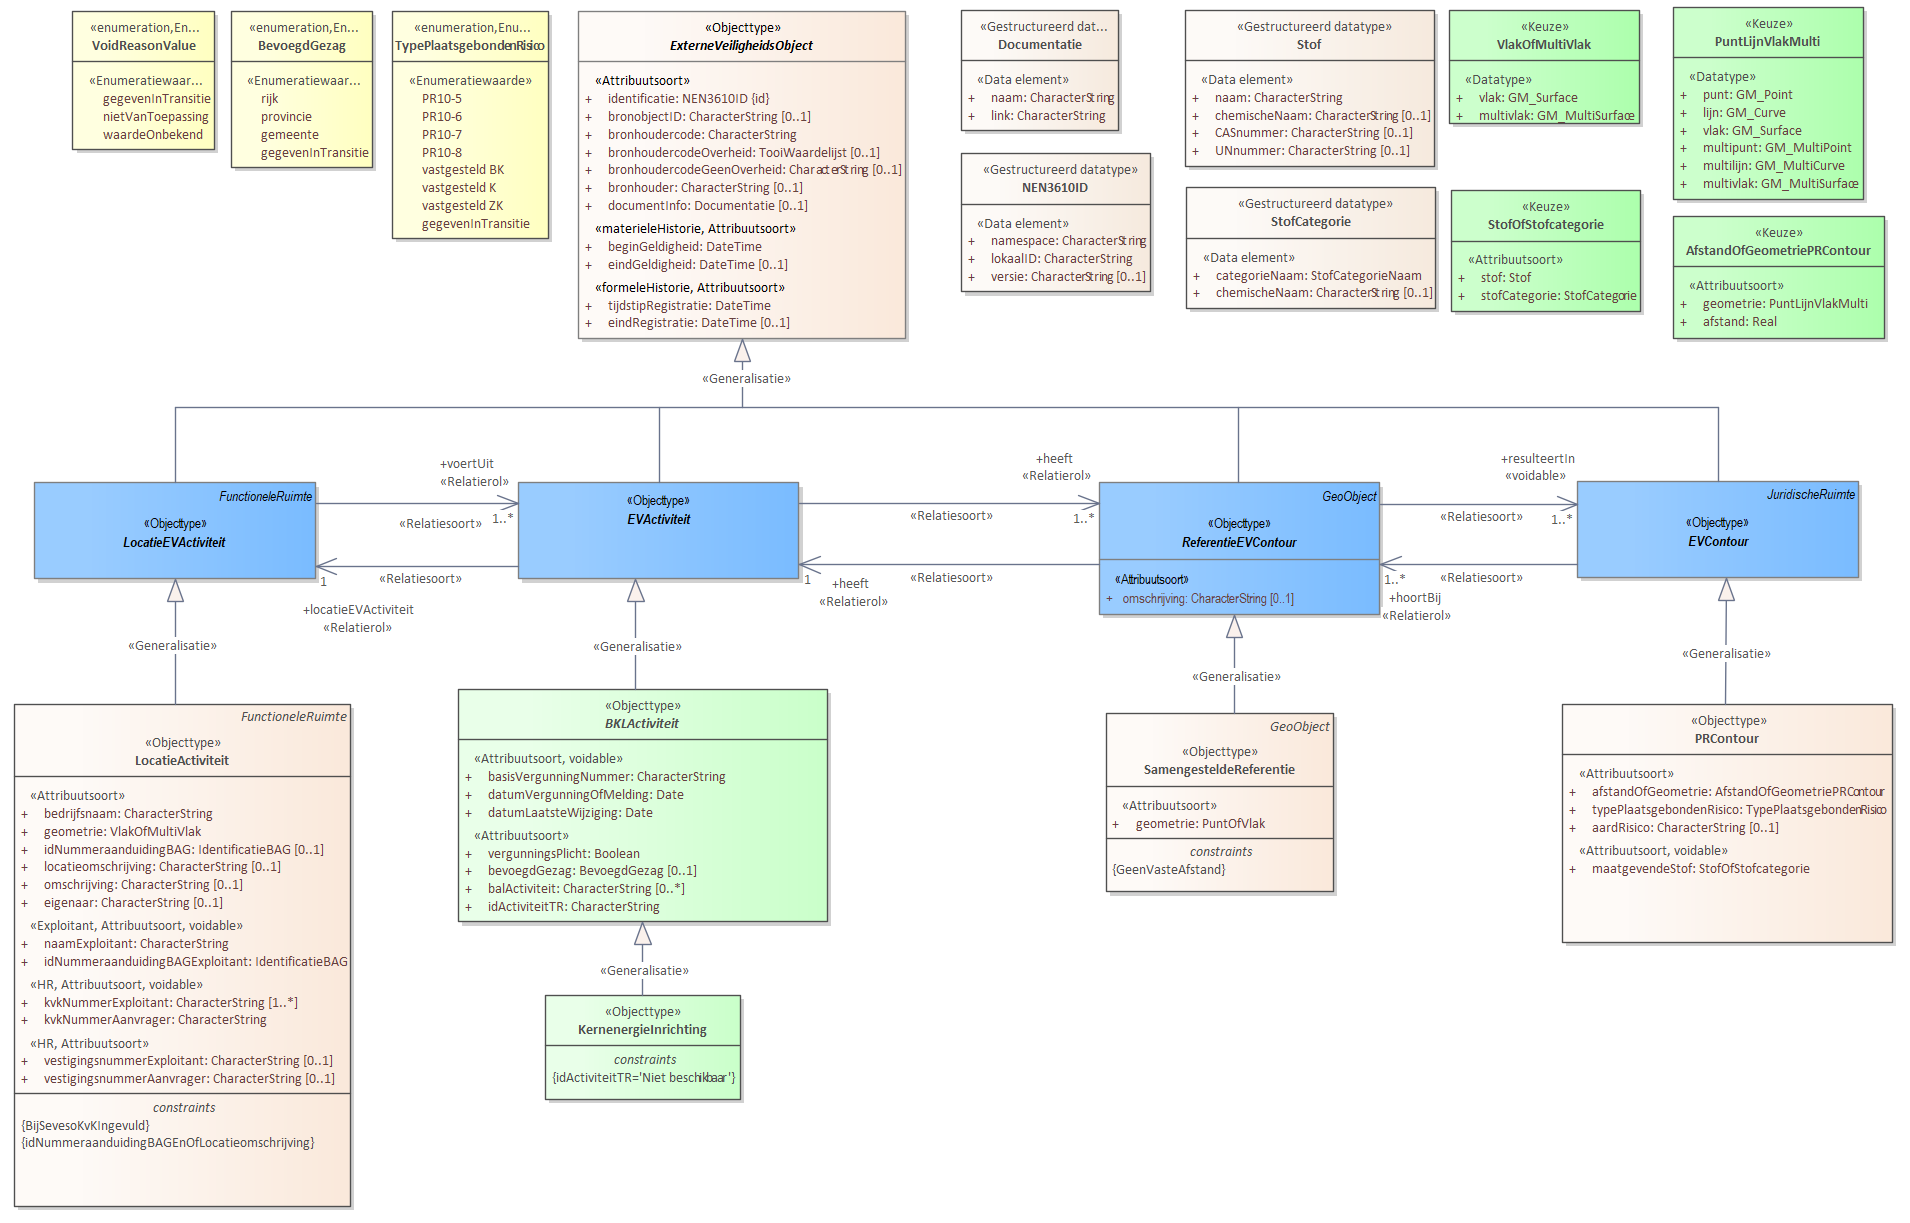 «enumeration,En...
VoidReasonValue
«Enumeratiewaar...
gegevenInTransitie
nietVanToepassing
waardeOnbekend
«enumeration,En...
BevoegdGezag
«Enumeratiewaar...
rijk
provincie
gemeente
gegevenInTransitie
«enumeration,Enu...
TypePlaatsgebondenRisico
«Enumeratiewaarde»
PR10-5
PR10-6
PR10-7
PR10-8
vastgesteld BK
vastgesteld K
vastgesteld ZK
gegevenInTransitie
«Objecttype»
ExterneVeiligheidsObject
«Attribuutsoort»
+ identificatie: NEN3610ID {id}
+ bronobjectID: CharacterString [0..1]
+ bronhoudercode: CharacterString
+ bronhoudercodeOverheid: TooiWaardelijst [0..1]
+ bronhoudercodeGeenOverheid: CharacterString [0..1]
+ bronhouder: CharacterString [0..1]
+ documentInfo: Documentatie [0..1]
«materieleHistorie, Attribuutsoort»
+ beginGeldigheid: DateTime
+ eindGeldigheid: DateTime [0..1]
«formeleHistorie, Attribuutsoort»
+ tijdstipRegistratie: DateTime
+ eindRegistratie: DateTime [0..1]
«Gestructureerd dat...
Documentatie
«Data element»
+ naam: CharacterString
+ link: CharacterString
«Gestructureerd datatype»
NEN3610ID
«Data element»
+ namespace: CharacterString
+ lokaalID: CharacterString
+ versie: CharacterString [0..1]
«Gestructureerd datatype»
Stof
«Data element»
+ naam: CharacterString
+ chemischeNaam: CharacterString [0..1]
+ CASnummer: CharacterString [0..1]
+ UNnummer: CharacterString [0..1]
«Gestructureerd datatype»
StofCategorie
«Data element»
+ categorieNaam: StofCategorieNaam
+ chemischeNaam: CharacterString [0..1]
«Keuze»
VlakOfMultiVlak
«Datatype»
+ vlak: GM_Surface
+ multivlak: GM_MultiSurface
«Keuze»
StofOfStofcategorie
«Attribuutsoort»
+ stof: Stof
+ stofCategorie: StofCategorie
«Keuze»
PuntLijnVlakMulti
«Datatype»
+ punt: GM_Point
+ lijn: GM_Curve
+ vlak: GM_Surface
+ multipunt: GM_MultiPoint
+ multilijn: GM_MultiCurve
+ multivlak: GM_MultiSurface
«Keuze»
AfstandOfGeometriePRContour
«Attribuutsoort»
+ geometrie: PuntLijnVlakMulti
+ afstand: Real
«Generalisatie»
FunctioneleRuimte
«Objecttype»
LocatieEVActiviteit
+voertUit
«Relatierol»
1..*
«Relatiesoort»
«Relatiesoort»
1
+locatieEVActiviteit
«Relatierol»
«Objecttype»
EVActiviteit
+heeft
«Relatierol»
«Relatiesoort»
1..*
«Relatiesoort»
1
+heeft
«Relatierol»
GeoObject
«Objecttype»
ReferentieEVContour
«Attribuutsoort»
+ omschrijving: CharacterString [0..1]
+resulteertIn
«voidable»
«Relatiesoort»
1..*
«Relatiesoort»
1..*
+hoortBij
«Relatierol»
JuridischeRuimte
«Objecttype»
EVContour
«Generalisatie»
«Generalisatie»
«Generalisatie»
«Generalisatie»
FunctioneleRuimte
«Objecttype»
LocatieActiviteit
«Attribuutsoort»
+ bedrijfsnaam: CharacterString
+ geometrie: VlakOfMultiVlak
+ idNummeraanduidingBAG: IdentificatieBAG [0..1]
+ locatieomschrijving: CharacterString [0..1]
+ omschrijving: CharacterString [0..1]
+ eigenaar: CharacterString [0..1]
«Exploitant, Attribuutsoort, voidable»
+ naamExploitant: CharacterString
+ idNummeraanduidingBAGExploitant: IdentificatieBAG
«HR, Attribuutsoort, voidable»
+ kvkNummerExploitant: CharacterString [1..*]
+ kvkNummerAanvrager: CharacterString
«HR, Attribuutsoort»
+ vestigingsnummerExploitant: CharacterString [0..1]
+ vestigingsnummerAanvrager: CharacterString [0..1]
constraints
{BijSevesoKvKIngevuld}
{idNummeraanduidingBAGEnOfLocatieomschrijving}
«Objecttype»
BKLActiviteit
«Attribuutsoort, voidable»
+ basisVergunningNummer: CharacterString
+ datumVergunningOfMelding: Date
+ datumLaatsteWijziging: Date
«Attribuutsoort»
+ vergunningsPlicht: Boolean
+ bevoegdGezag: BevoegdGezag [0..1]
+ balActiviteit: CharacterString [0..*]
+ idActiviteitTR: CharacterString
«Generalisatie»
«Objecttype»
KernenergieInrichting
constraints
{idActiviteitTR='Niet beschikbaar'}
GeoObject
«Objecttype»
SamengesteldeReferentie
«Attribuutsoort»
+ geometrie: PuntOfVlak
constraints
{GeenVasteAfstand}
«Objecttype»
PRContour
«Attribuutsoort»
+ afstandOfGeometrie: AfstandOfGeometriePRContour
+ typePlaatsgebondenRisico: TypePlaatsgebondenRisico
+ aardRisico: CharacterString [0..1]
«Attribuutsoort, voidable»
+ maatgevendeStof: StofOfStofcategorie